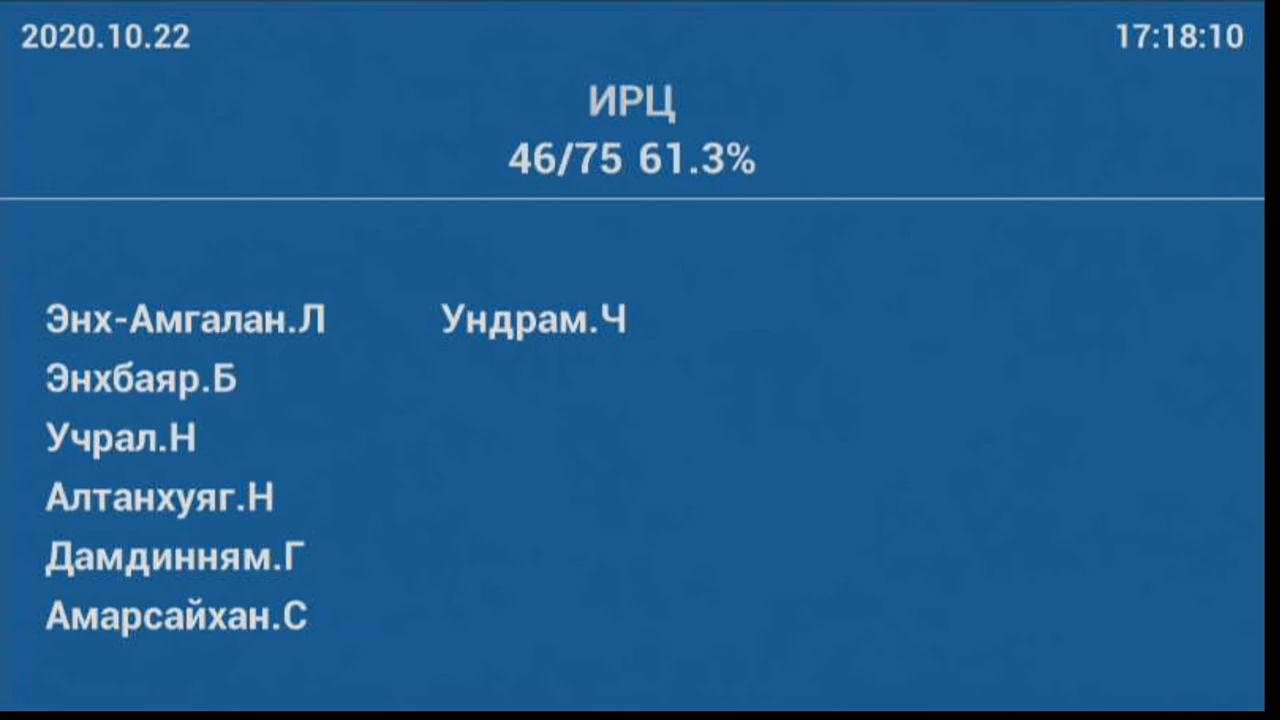 2020.10.22 17:18:10
ИРЦ
46/75 61.3%
Энх-Амгалан.Л Ундрам.Ч
Энхбаяр.Б
Учрал.Н
Алтанхуяг.Н
Дамдинням.Г
Амарсайхан.С